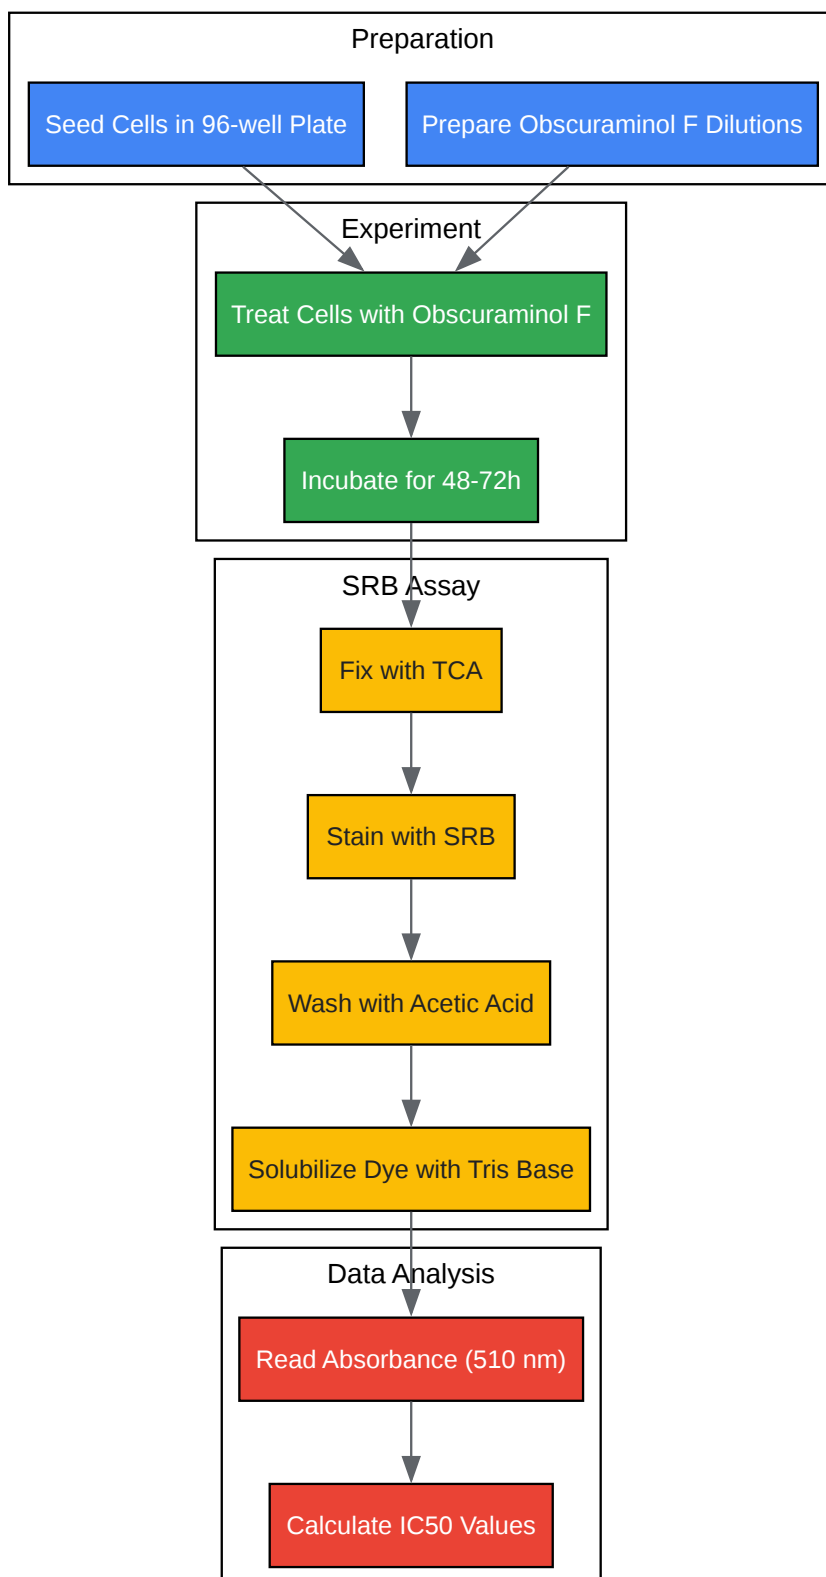 Preparation
Seed Cells in 96-well Plate
Prepare Obscuraminol F Dilutions
Experiment
Treat Cells with Obscuraminol F
Incubate for 48-72h
SRB Assay
Fix with TCA
Stain with SRB
Wash with Acetic Acid
Solubilize Dye with Tris Base
Data Analysis
Read Absorbance (510 nm)
Calculate IC50 Values